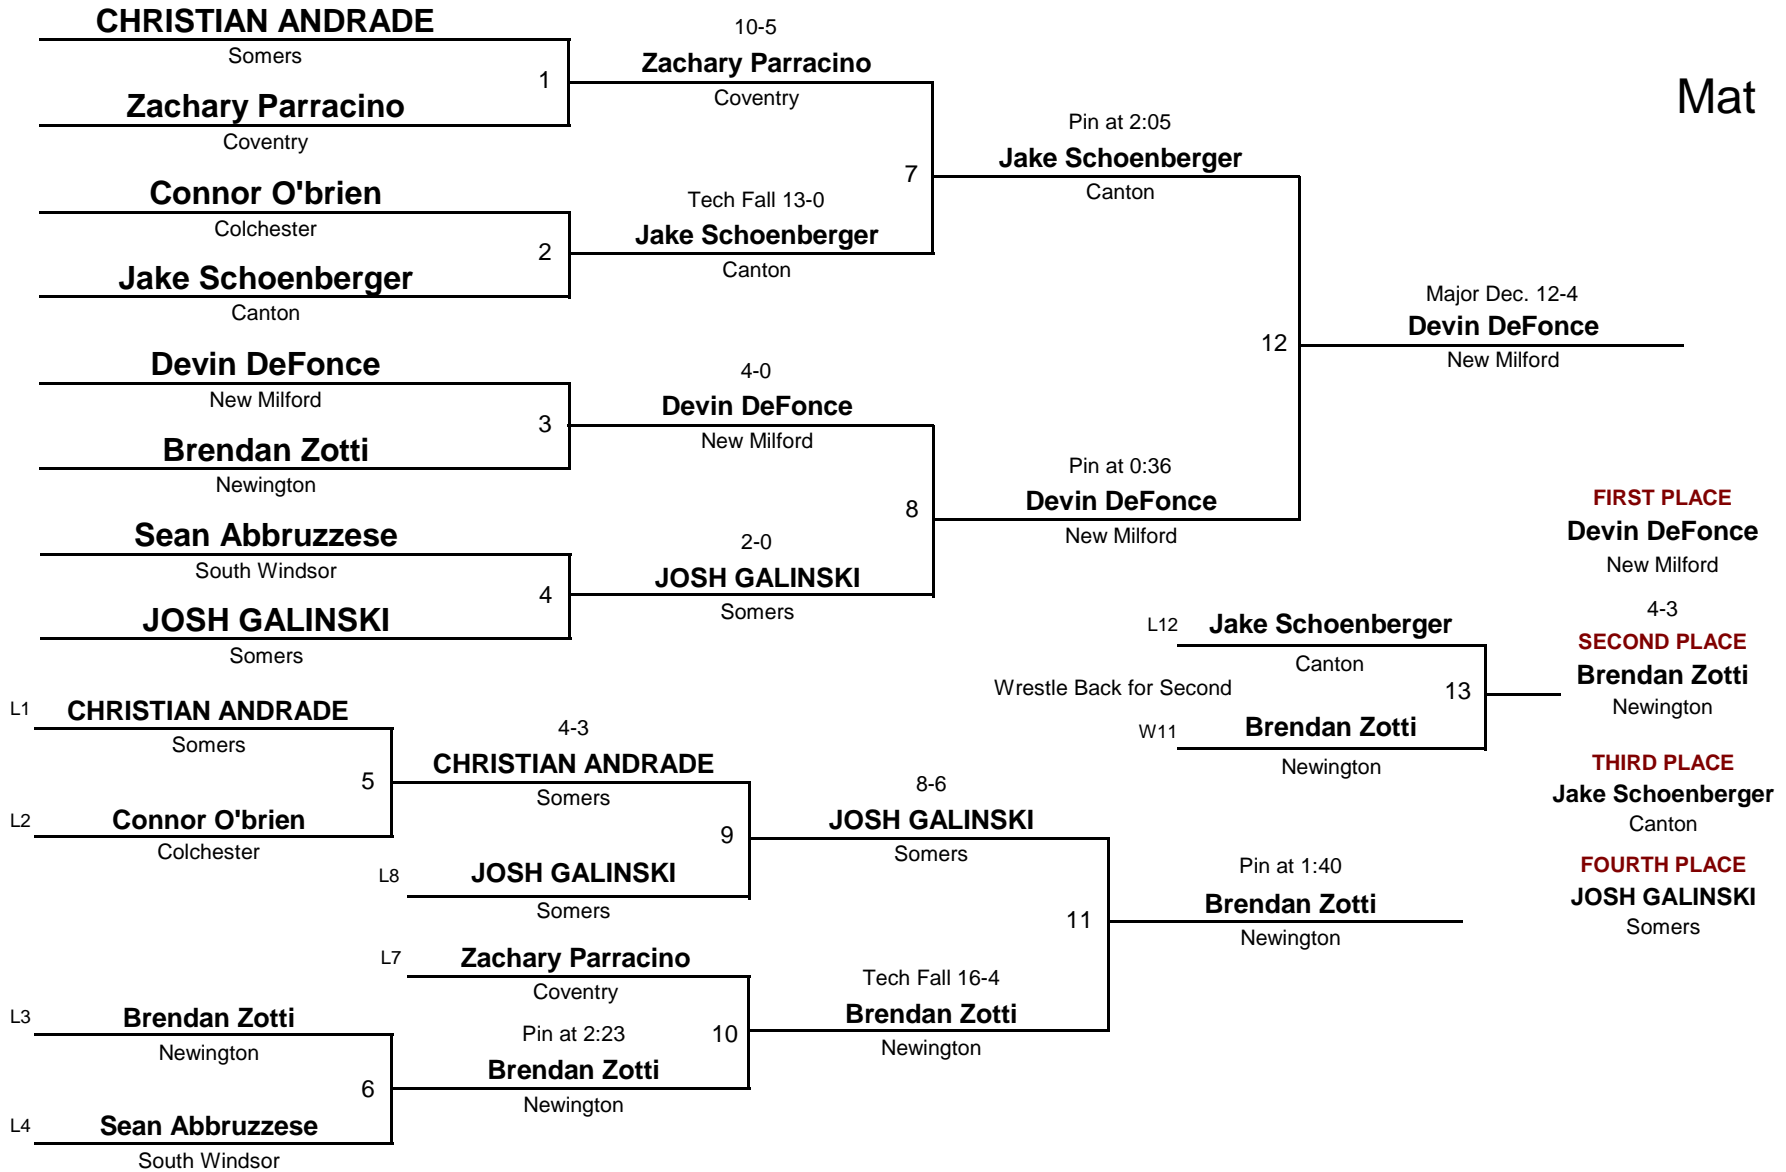 CHRISTIAN ANDRADE
Somers
1
Zachary Parracino
Coventry
10-5
Zachary Parracino
Coventry
Mat
Connor O'brien
Colchester
2
Jake Schoenberger
Canton
Tech Fall 13-0
Jake Schoenberger
Canton
7
Pin at 2:05
Jake Schoenberger
Canton
Devin DeFonce
New Milford
3
Brendan Zotti
Newington
4-0
Devin DeFonce
New Milford
Sean Abbruzzese
South Windsor
4
JOSH GALINSKI
Somers
2-0
JOSH GALINSKI
Somers
8
Pin at 0:36
Devin DeFonce
New Milford
12
Major Dec. 12-4
Devin DeFonce
New Milford
FIRST PLACE
Devin DeFonce
New Milford
L12 Jake Schoenberger
Canton
Wrestle Back for Second
13
W11 Brendan Zotti
Newington
4-3
SECOND PLACE
Brendan Zotti
Newington
THIRD PLACE
Jake Schoenberger
Canton
FOURTH PLACE
JOSH GALINSKI
Somers
L1 CHRISTIAN ANDRADE
Somers
5
L2 Connor O'brien
Colchester
4-3
CHRISTIAN ANDRADE
Somers
9
L8 JOSH GALINSKI
Somers
8-6
JOSH GALINSKI
Somers
L7 Zachary Parracino
Coventry
L3 Brendan Zotti
Newington
6
L4 Sean Abbruzzese
South Windsor
Pin at 2:23
Brendan Zotti
Newington
10
Tech Fall 16-4
Brendan Zotti
Newington
11
Pin at 1:40
Brendan Zotti
Newington